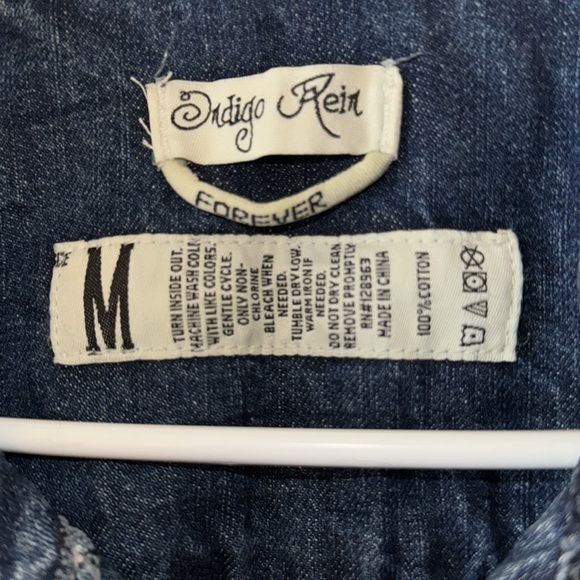 Indigo Rein
FOREVER
M
TURN INSIDE OUT.
MACHINE WASH COLD
WITH LIKE COLORS.
GENTLE CYCLE.
ONLY NON-
CHLORINE
BLEACH WHEN
NEEDED.
TUMBLE DRY LOW.
WARM IRON IF
NEEDED.
DO NOT DRY CLEAN.
REMOVE PROMPTLY
RN#128963
MADE IN CHINA
100% COTTON